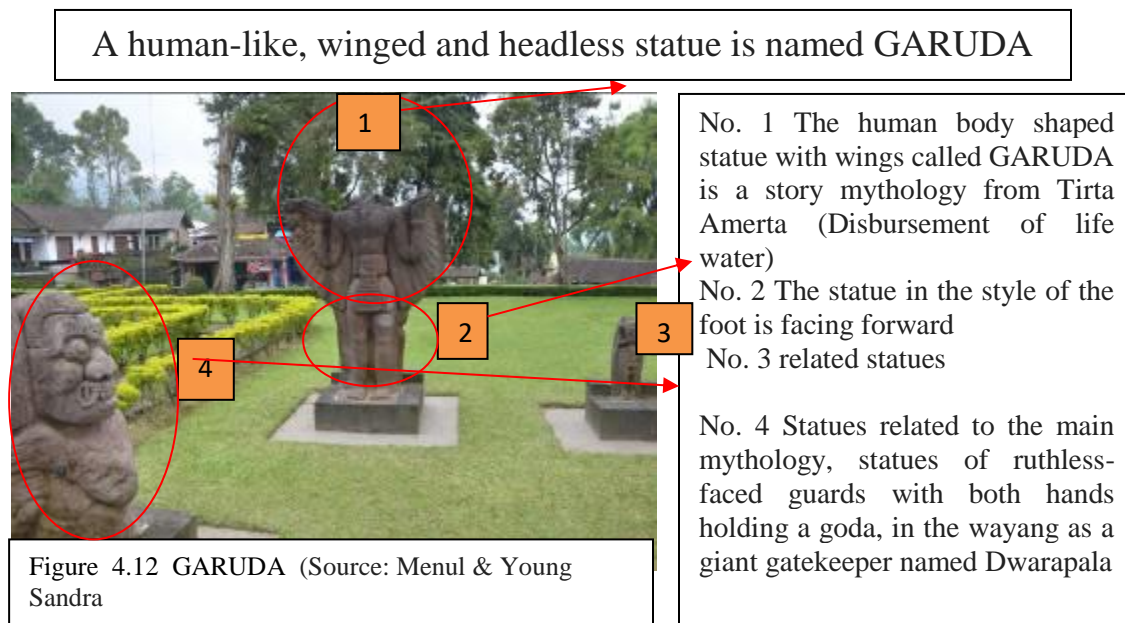 A human-like, winged and headless statue is named GARUDA
1
2
3
4
No. 1 The human body shaped
statue with wings called GARUDA
is a story mythology from Tirta
Amerta (Disbursement of life
water)
No. 2 The statue in the style of the
foot is facing forward
No. 3 related statues
No. 4 Statues related to the main
mythology, statues of ruthless-
faced guards with both hands
holding a goda, in the wayang as a
giant gatekeeper named Dwarapala
Figure 4.12 GARUDA (Source: Menul & Young
Sandra